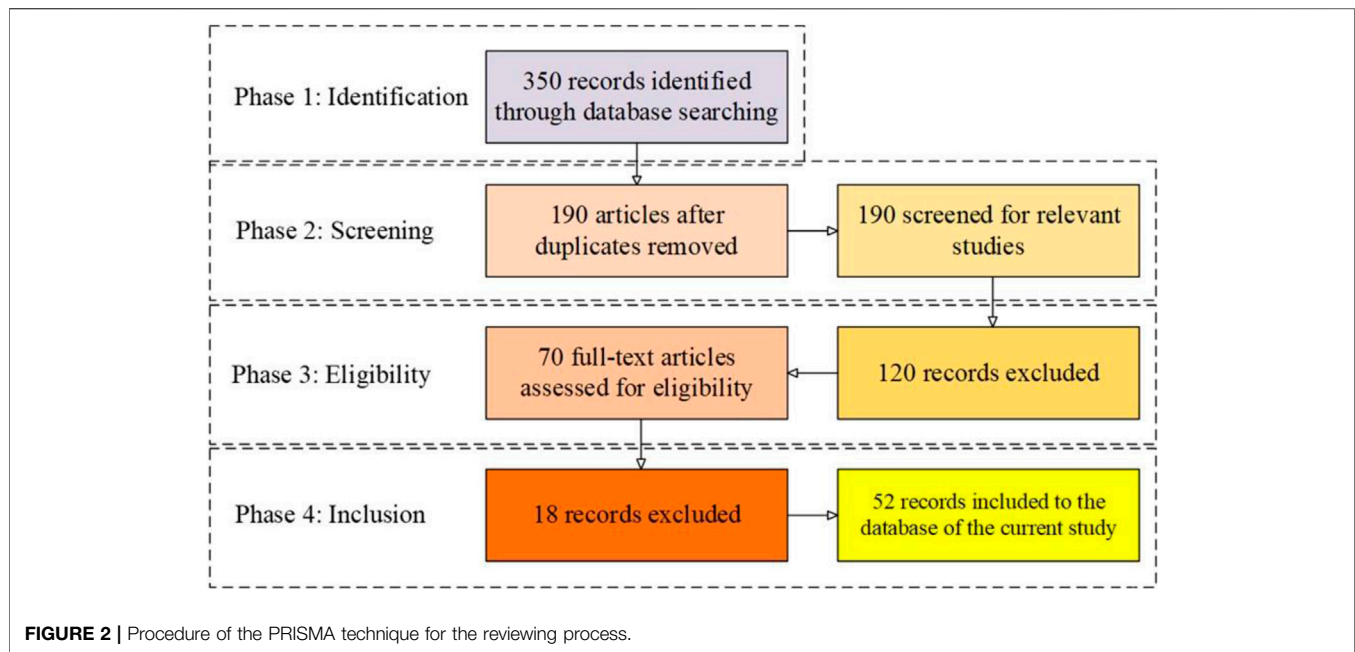 Phase 1: Identification
350 records identified
through database searching
Phase 2: Screening
190 articles after
duplicates removed
190 screened for relevant
studies
Phase 3: Eligibility
70 full-text articles
assessed for eligibility
120 records excluded
Phase 4: Inclusion
18 records excluded
52 records included to the
database of the current study
FIGURE 2 | Procedure of the PRISMA technique for the reviewing process.